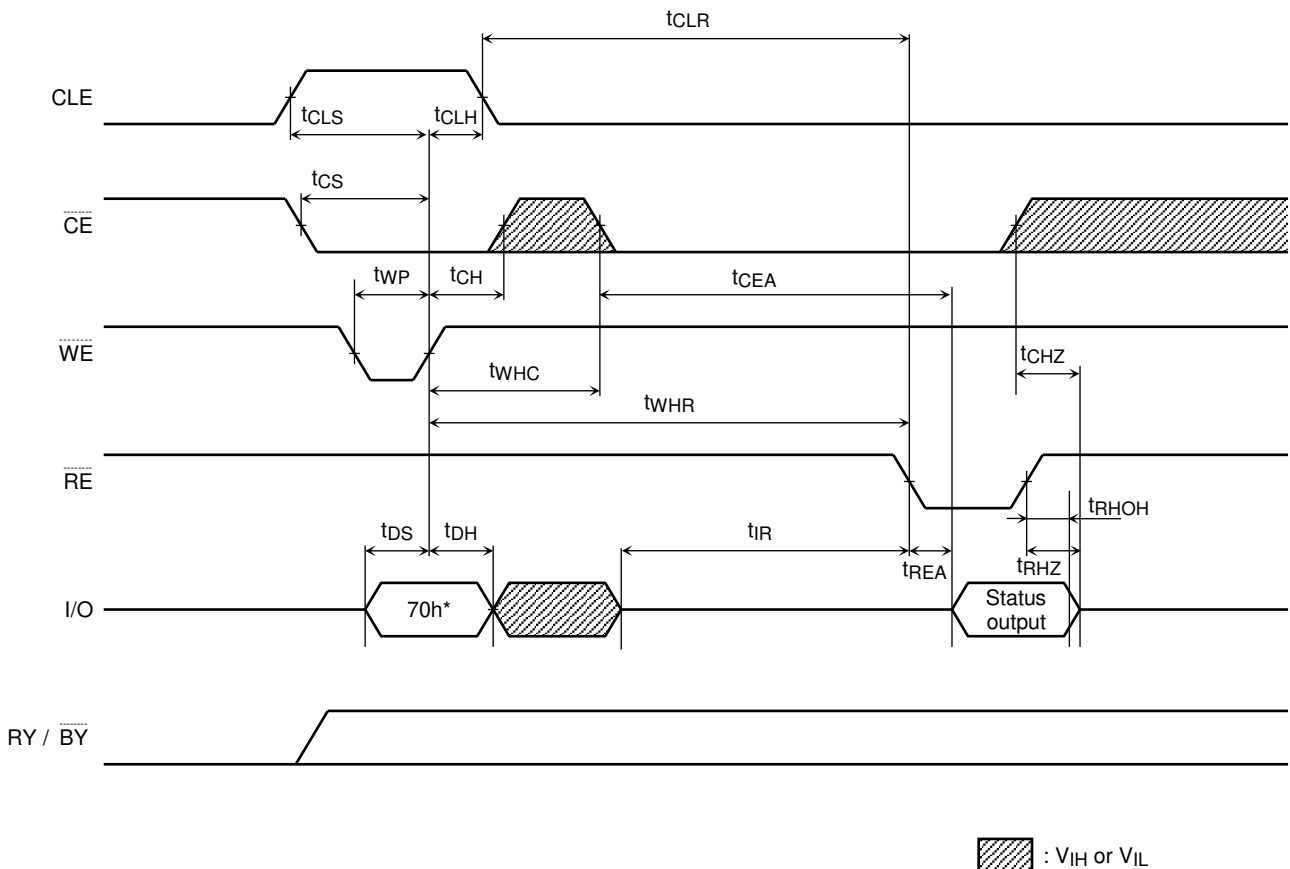 tCLR
CLE
tCLS
tCLH
tCS
CE
tWP
tCH
tCEA
WE
tCHZ
tWHC
tWHR
RE
tRHOH
tDS
tDH
tIR
tREA
tRHZ
I/O
70h*
Status
output
RY / BY
: VIH or VIL